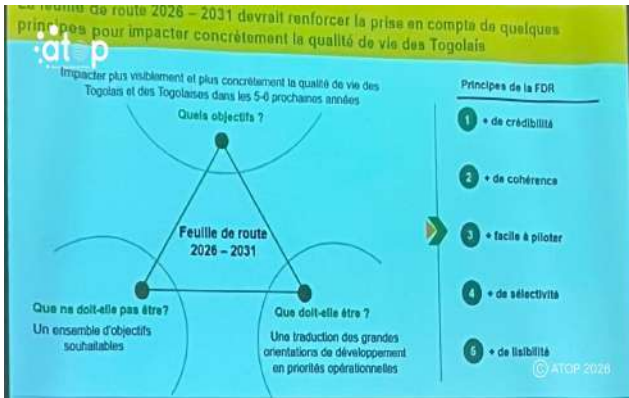 La feuille de route 2026 – 2031 devrait renforcer la prise en compte de quelques
principes pour impacter concrètement la qualité de vie des Togolais
atop
Impacter plus visiblement et plus concrètement la qualité de vie des
Togolais et des Togolaises dans les 5-6 prochaines années
Quels objectifs ?
Feuille de route
2026 – 2031
Que ne doit-elle pas être?
Un ensemble d'objectifs
souhaitables
Que doit-elle être ?
Une traduction des grandes
orientations de développement
en priorités opérationnelles
Principes de la FDR
1 + de crédibilité
2 + de cohérence
3 + facile à piloter
4 + de sélectivité
5 + de lisibilité
© ATOP 2026